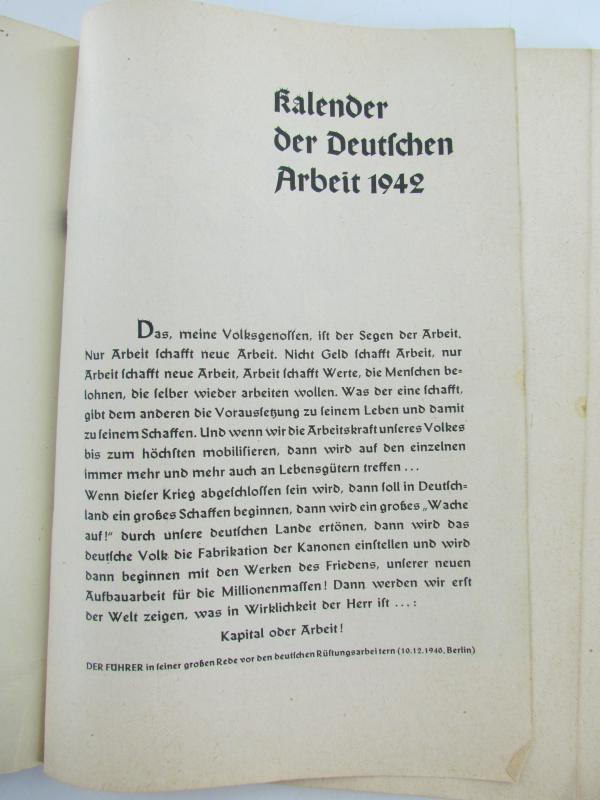 Kalender
der Deutſchen
Arbeit 1942
Das, meine Volksgenoſſen, iſt der Segen der Arbeit.
Nur Arbeit ſchafft neue Arbeit. Nicht Geld ſchafft Arbeit, nur
Arbeit ſchafft neue Arbeit, Arbeit ſchafft Werte, die Menſchen be-
lohnen, die ſelber wieder arbeiten wollen. Was der eine ſchafft,
gibt dem anderen die Vorausſetzung zu ſeinem Leben und damit
zu ſeinem Schaffen. Und wenn wir die Arbeitskraft unſeres Volkes
bis zum höchſten mobiliſieren, dann wird auf den einzelnen
immer mehr und mehr auch an Lebensgütern treffen ...
Wenn dieſer Krieg abgeſchloſſen ſein wird, dann ſoll in Deutſch-
land ein großes Schaffen beginnen, dann wird ein großes „Wache
auf!“ durch unſere deutſchen Lande ertönen, dann wird das
deutſche Volk die Fabrikation der Kanonen einſtellen und wird
dann beginnen mit den Werken des Friedens, unſerer neuen
Aufbauarbeit für die Millionenmaſſen! Dann werden wir erſt
der Welt zeigen, was in Wirklichkeit der Herr iſt ...:
Kapital oder Arbeit!
DER FÜHRER in ſeiner großen Rede vor den deutſchen Rüſtungsarbeitern (10.12.1940, Berlin)